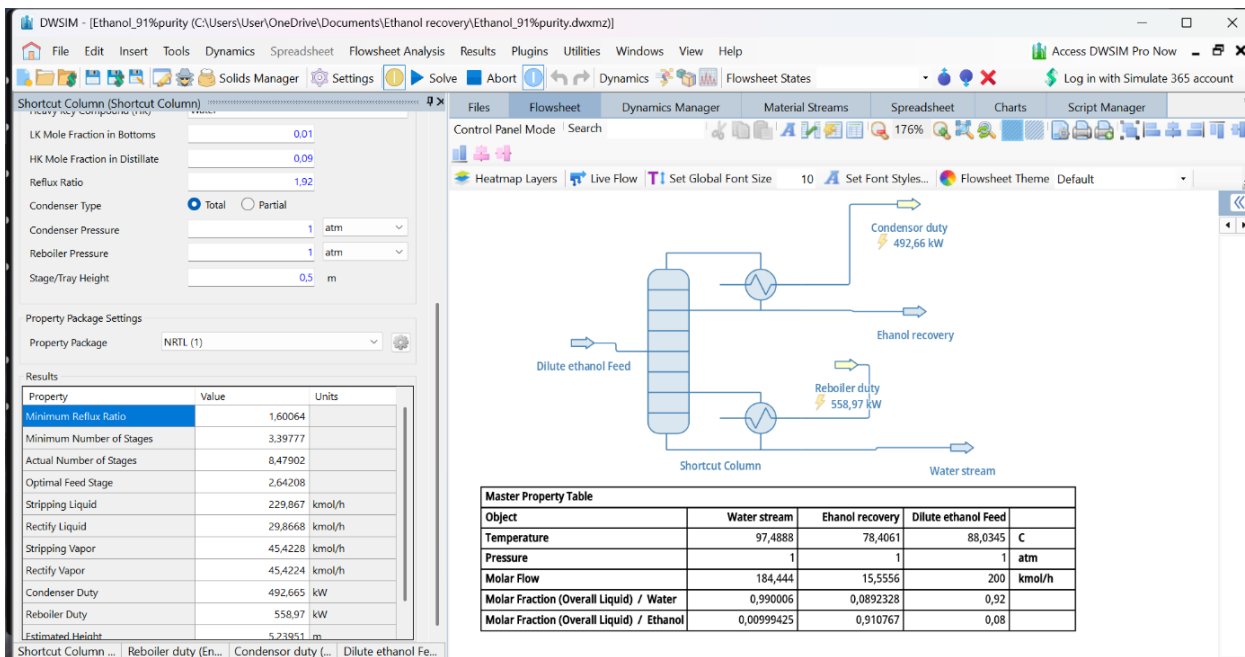 DWSIM - [Ethanol_91%purity (C:\Users\User\OneDrive\Documents\Ethanol recovery\Ethanol_91%purity.dwxmz)]
File Edit Insert Tools Dynamics Spreadsheet Flowsheet Analysis Results Plugins Utilities Windows View Help Access DWSIM Pro Now
Solids Manager Settings Solve Abort Dynamics Flowsheet States Log in with Simulate 365 account
Shortcut Column (Shortcut Column)
Heavy Key Compound (HK) Water
LK Mole Fraction in Bottoms 0,01
HK Mole Fraction in Distillate 0,09
Reflux Ratio 1,92
Condenser Type Total Partial
Condenser Pressure 1 atm
Reboiler Pressure 1 atm
Stage/Tray Height 0,5 m
Property Package Settings
Property Package NRTL (1)
Results
Property Value Units
Minimum Reflux Ratio 1,60064
Minimum Number of Stages 3,39777
Actual Number of Stages 8,47902
Optimal Feed Stage 2,64208
Stripping Liquid 229,867 kmol/h
Rectify Liquid 29,8668 kmol/h
Stripping Vapor 45,4228 kmol/h
Rectify Vapor 45,4224 kmol/h
Condenser Duty 492,665 kW
Reboiler Duty 558,97 kW
Estimated Height 5,23951 m
Shortcut Column ... Reboiler duty (En... Condensor duty (... Dilute ethanol Fe...
Files Flowsheet Dynamics Manager Material Streams Spreadsheet Charts Script Manager
Control Panel Mode Search 176%
Heatmap Layers Live Flow Set Global Font Size 10 Set Font Styles... Flowsheet Theme Default
Condensor duty
492,66 kW
Ehanol recovery
Dilute ethanol Feed
Reboiler duty
558,97 kW
Shortcut Column
Water stream
Master Property Table
Object Water stream Ehanol recovery Dilute ethanol Feed
Temperature 97,4888 78,4061 88,0345 C
Pressure 1 1 1 atm
Molar Flow 184,444 15,5556 200 kmol/h
Molar Fraction (Overall Liquid) / Water 0,990006 0,0892328 0,92
Molar Fraction (Overall Liquid) / Ethanol 0,00999425 0,910767 0,08